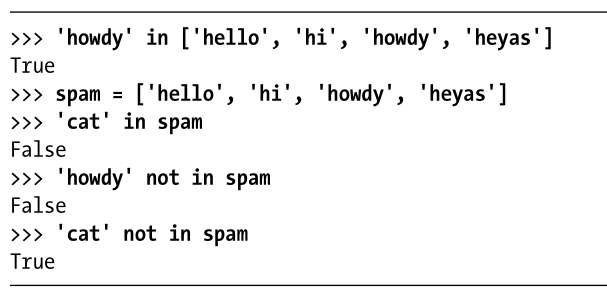 >>> 'howdy' in ['hello', 'hi', 'howdy', 'heyas']
True
>>> spam = ['hello', 'hi', 'howdy', 'heyas']
>>> 'cat' in spam
False
>>> 'howdy' not in spam
False
>>> 'cat' not in spam
True